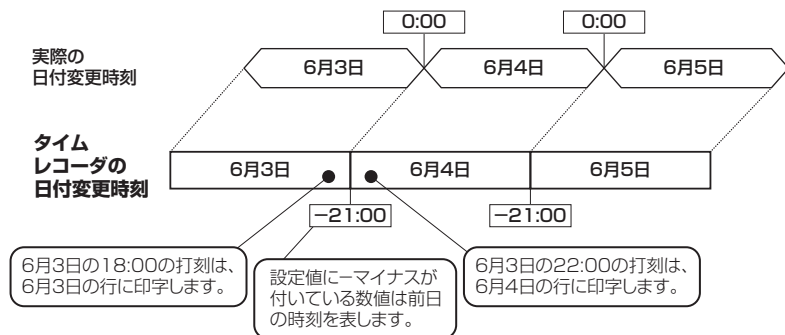 0:00
0:00
実際の
日付変更時刻
6月3日
6月4日
6月5日
タイム
レコーダの
日付変更時刻
6月3日
6月4日
6月5日
−21:00
−21:00
6月3日の18:00の打刻は、
6月3日の行に印字します。
設定値に−マイナスが
付いている数値は前日
の時刻を表します。
6月3日の22:00の打刻は、
6月4日の行に印字します。